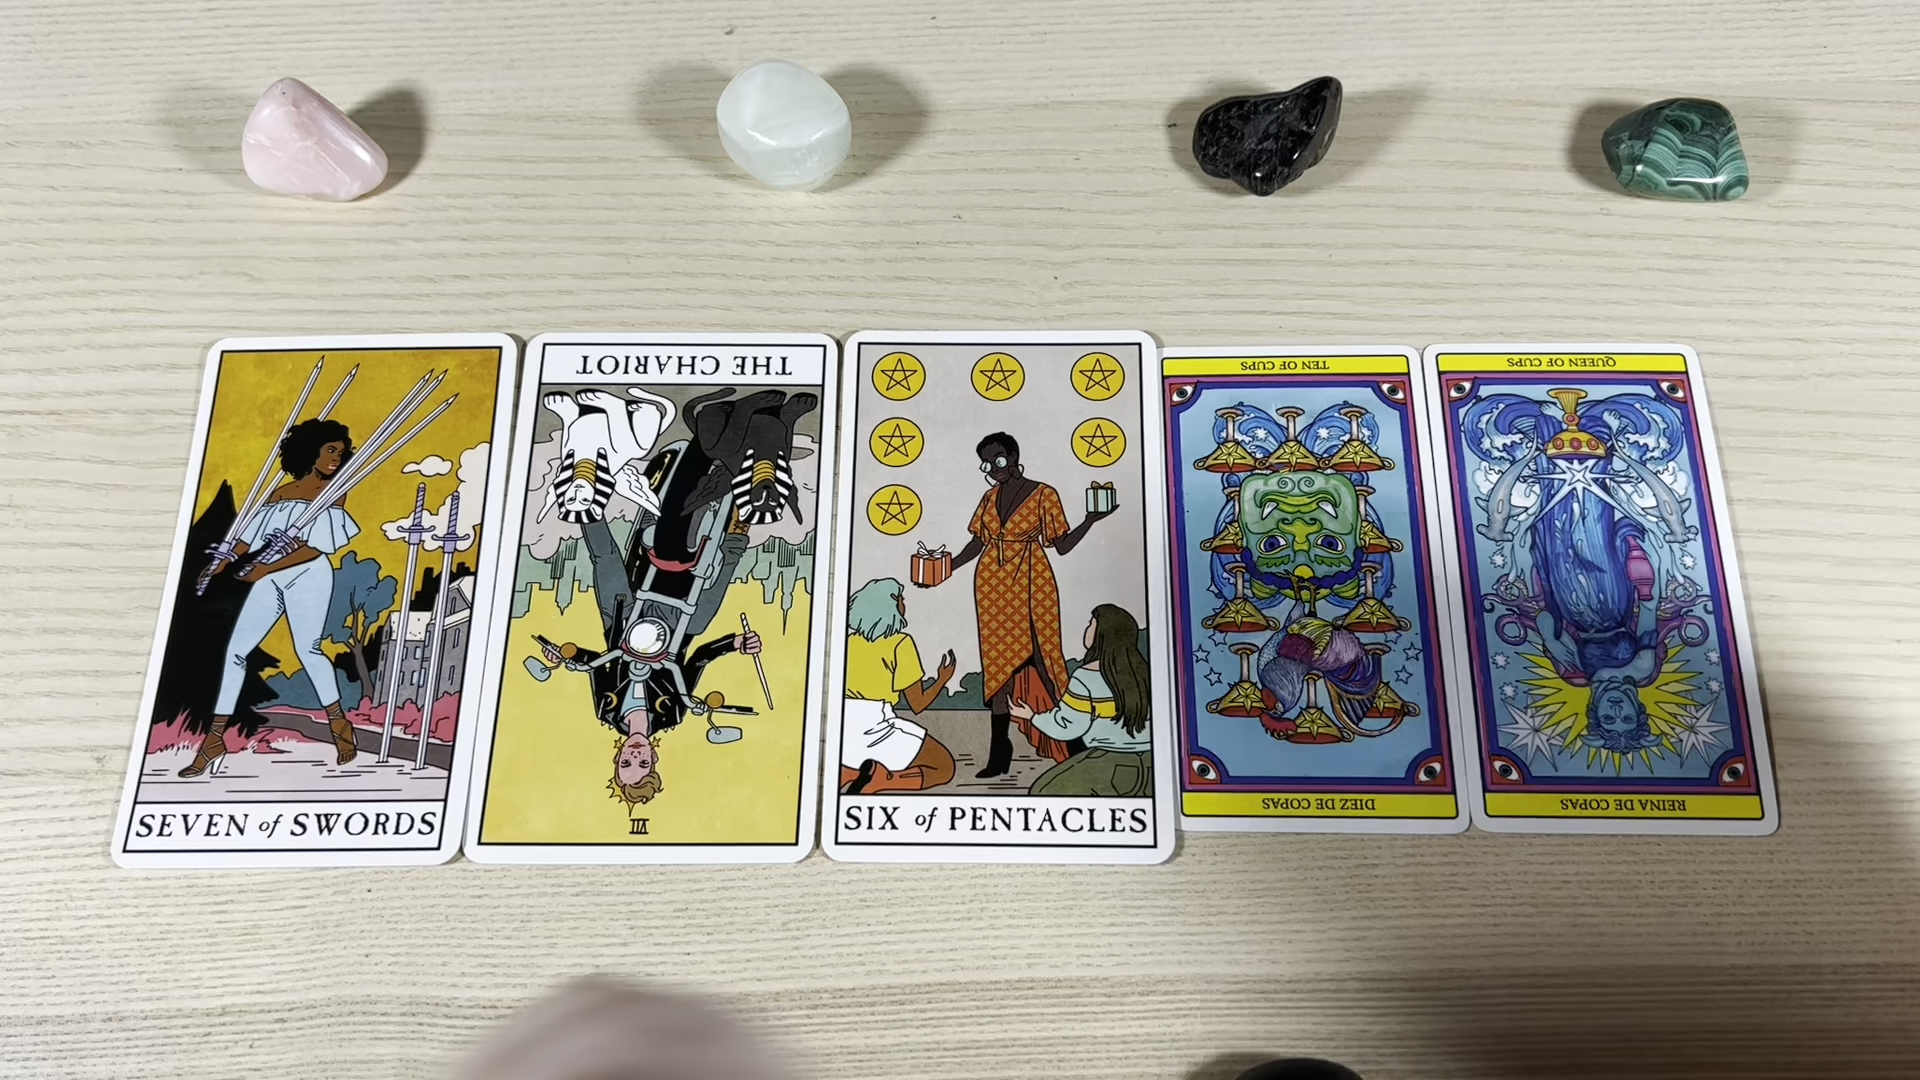 SEVEN of SWORDS
THE CHARIOT
VII
SIX of PENTACLES
TEN OF CUPS
DIEZ DE COPAS
QUEEN OF CUPS
REINA DE COPAS